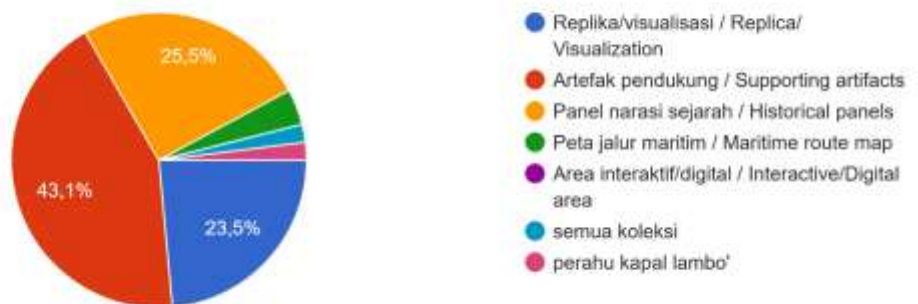 25,5%
43,1%
23,5%
Replika/visualisasi / Replica/
Visualization
Artefak pendukung / Supporting artifacts
Panel narasi sejarah / Historical panels
Peta jalur maritim / Maritime route map
Area interaktif/digital / Interactive/Digital
area
semua koleksi
perahu kapal lambo'